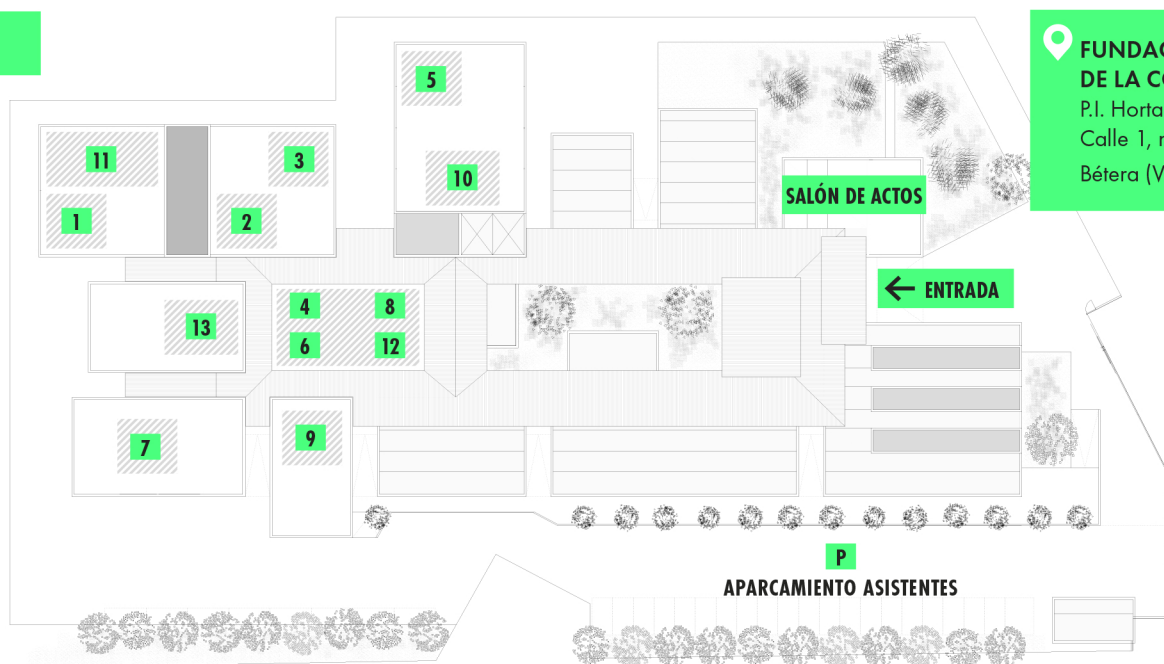 FUNDAC
DE LA CO
P.I. Horta
Calle 1, n
Bétera (V
5
11
3
10
1
2
SALÓN DE ACTOS
ENTRADA
4
8
13
6
12
7
9
P
APARCAMIENTO ASISTENTES